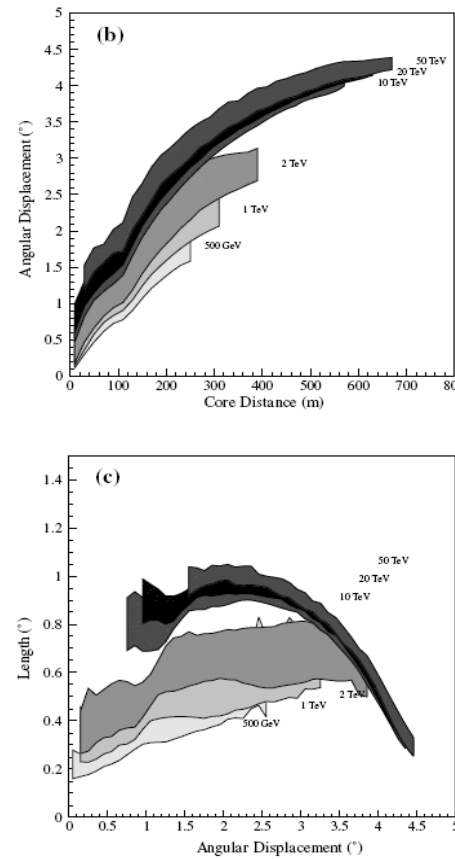 (b)
5
4.5
4
3.5
3
2.5
2
1.5
1
0.5
0
Angular Displacement (°)
50 TeV
20 TeV
10 TeV
2 TeV
1 TeV
500 GeV
0 100 200 300 400 500 600 700 80
Core Distance (m)
(c)
1.4
1.2
1
0.8
0.6
0.4
0.2
0
Length (°)
50 TeV
20 TeV
10 TeV
2 TeV
1 TeV
500 GeV
0 0.5 1 1.5 2 2.5 3 3.5 4 4.5 5
Angular Displacement (°)